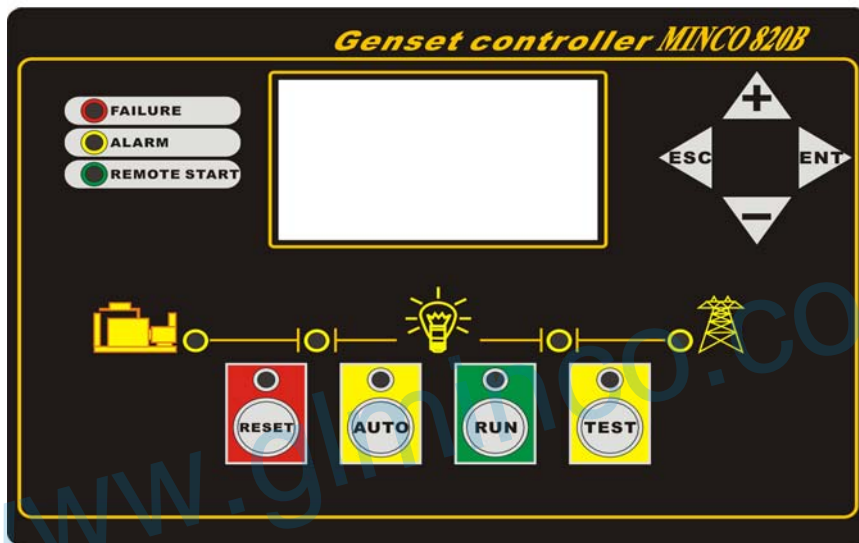 Genset controller MINCO 820B
FAILURE
ALARM
REMOTE START
+
ESC
ENT
−
RESET
AUTO
RUN
TEST
www.glminco.co